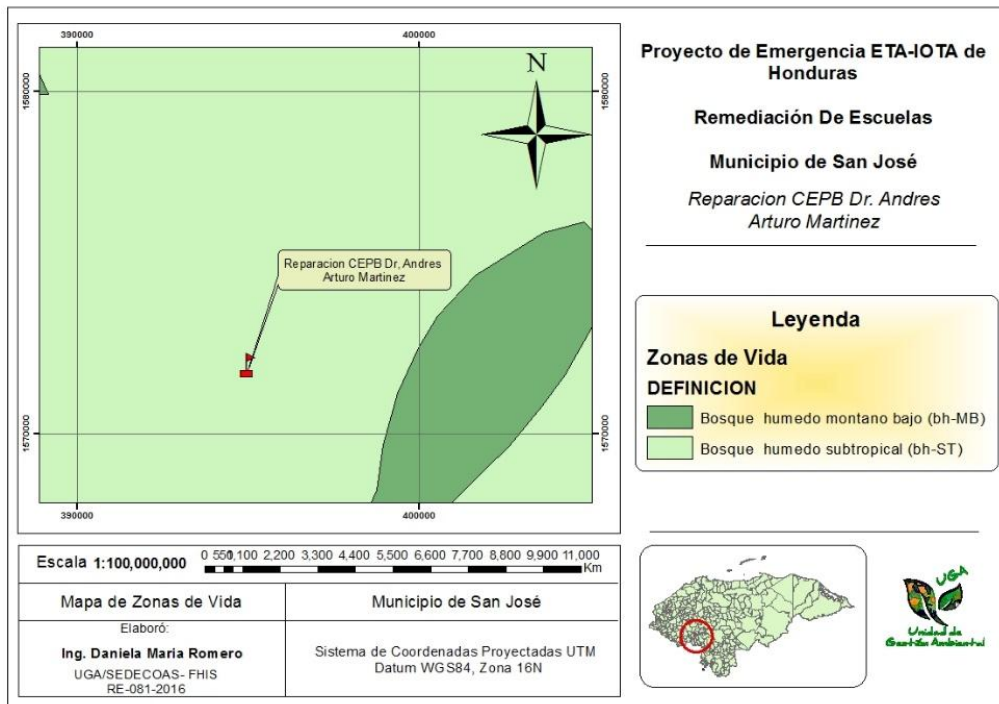 390000
400000
1580000
1580000
N
Reparacion CEPB Dr, Andres
Arturo Martinez
1570000
1570000
390000
400000
Proyecto de Emergencia ETA-IOTA de
Honduras
Remediación De Escuelas
Municipio de San José
Reparacion CEPB Dr. Andres
Arturo Martinez
Leyenda
Zonas de Vida
DEFINICION
Bosque humedo montano bajo (bh-MB)
Bosque humedo subtropical (bh-ST)
Escala 1:100,000,000
0 550 1,100 2,200 3,300 4,400 5,500 6,600 7,700 8,800 9,900 11,000
Km
Mapa de Zonas de Vida
Municipio de San José
Elaboró:
Ing. Daniela Maria Romero
UGA/SEDECOAS- FHIS
RE-081-2016
Sistema de Coordenadas Proyectadas UTM
Datum WGS84, Zona 16N
UGA
Unidad de
Gestión Ambiental